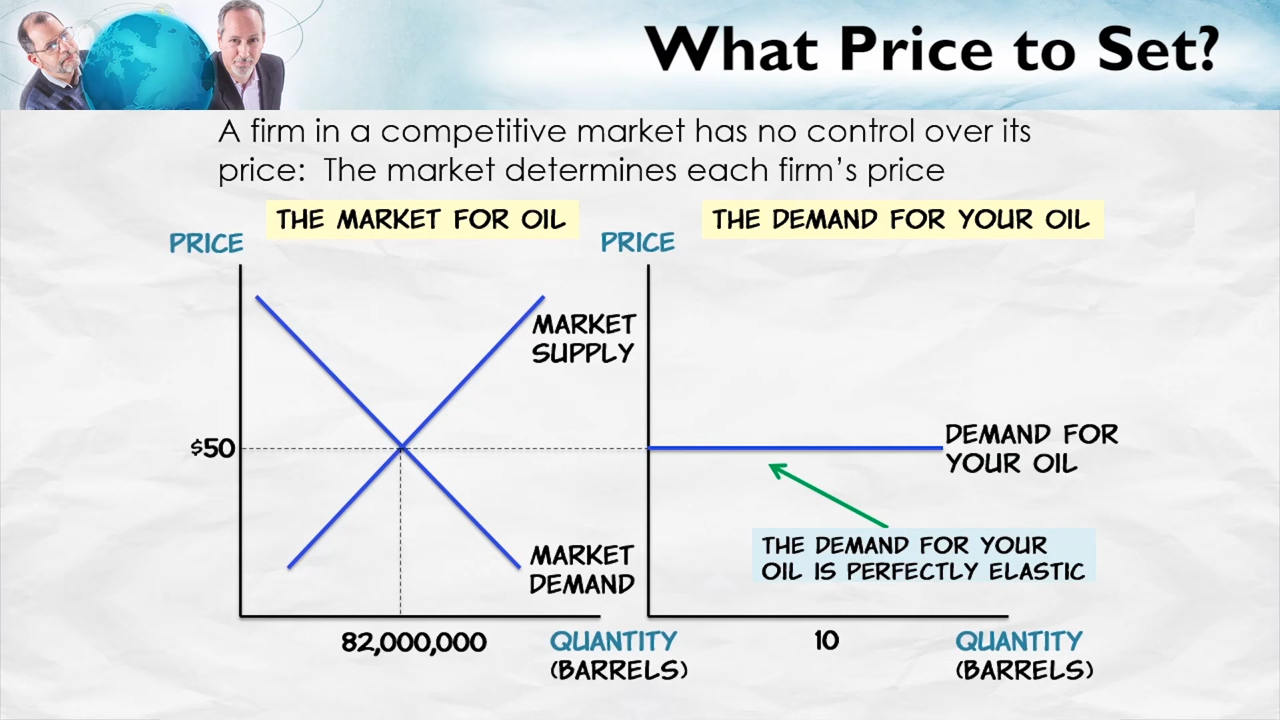 What Price to Set?
A firm in a competitive market has no control over its
price:  The market determines each firm's price
THE MARKET FOR OIL
THE DEMAND FOR YOUR OIL
PRICE
PRICE
MARKET
SUPPLY
$50
DEMAND FOR
YOUR OIL
THE DEMAND FOR YOUR
OIL IS PERFECTLY ELASTIC
MARKET
DEMAND
82,000,000
QUANTITY
(BARRELS)
10
QUANTITY
(BARRELS)